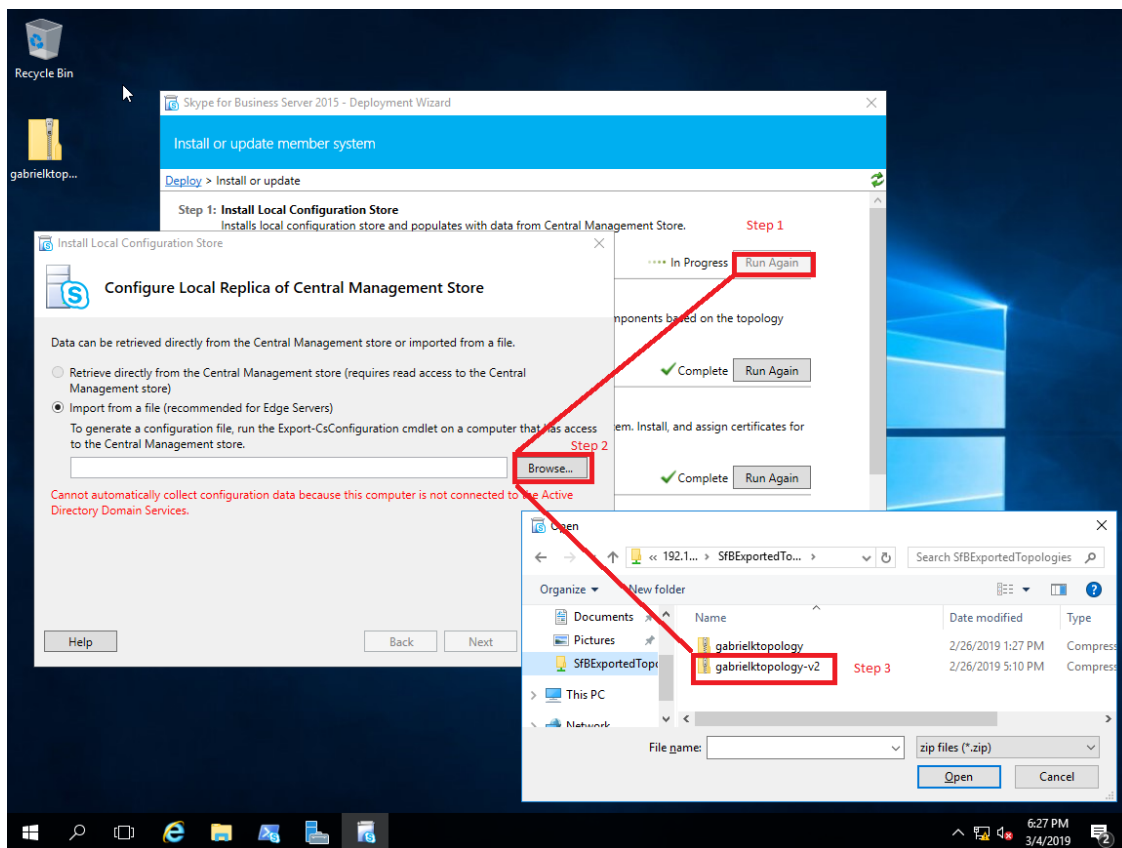 Recycle Bin
gabrielktop...
Skype for Business Server 2015 - Deployment Wizard
Install or update member system
Deploy > Install or update
Step 1: Install Local Configuration Store
Installs local configuration store and populates with data from Central Management Store.
Step 1
In Progress
Run Again
mponents based on the topology
Complete
Run Again
em. Install, and assign certificates for
Complete
Run Again
Install Local Configuration Store
Configure Local Replica of Central Management Store
Data can be retrieved directly from the Central Management store or imported from a file.
Retrieve directly from the Central Management store (requires read access to the Central
Management store)
Import from a file (recommended for Edge Servers)
To generate a configuration file, run the Export-CsConfiguration cmdlet on a computer that has access
to the Central Management store.
Step 2
Browse...
Cannot automatically collect configuration data because this computer is not connected to the Active
Directory Domain Services.
Help
Back
Next
Open
« 192.1... > SfBExportedTo... >
Search SfBExportedTopologies
Organize
New folder
Documents
Pictures
SfBExportedTopo
This PC
Network
Name
Date modified
Type
gabrielktopology
2/26/2019 1:27 PM
Compress
gabrielktopology-v2
2/26/2019 5:10 PM
Compress
Step 3
File name:
zip files (*.zip)
Open
Cancel
6:27 PM
3/4/2019
2